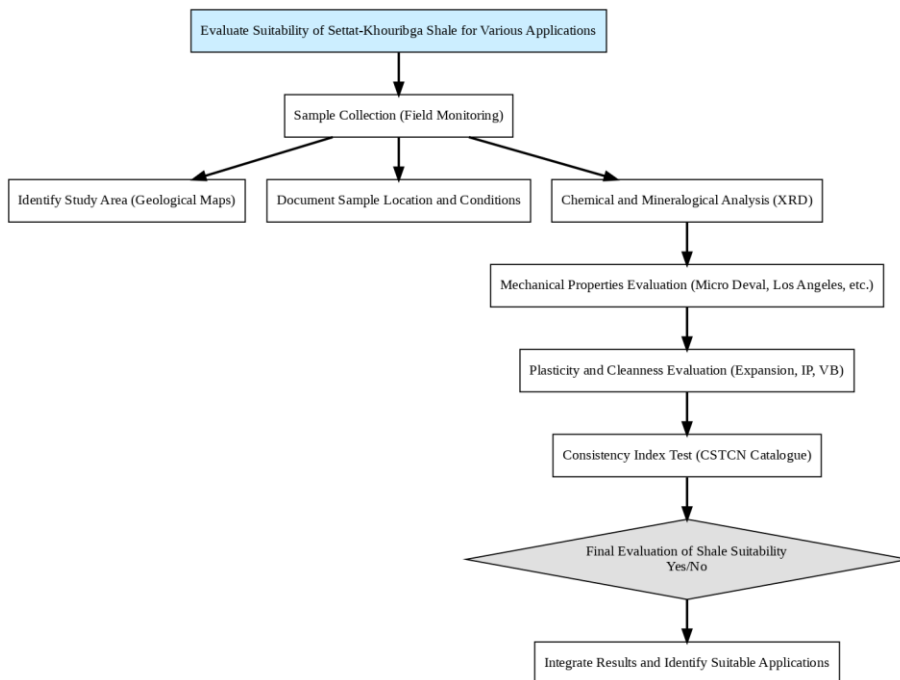 Evaluate Suitability of Settat-Khouribga Shale for Various Applications
Sample Collection (Field Monitoring)
Identify Study Area (Geological Maps)
Document Sample Location and Conditions
Chemical and Mineralogical Analysis (XRD)
Mechanical Properties Evaluation (Micro Deval, Los Angeles, etc.)
Plasticity and Cleanness Evaluation (Expansion, IP, VB)
Consistency Index Test (CSTCN Catalogue)
Final Evaluation of Shale Suitability
Yes/No
Integrate Results and Identify Suitable Applications